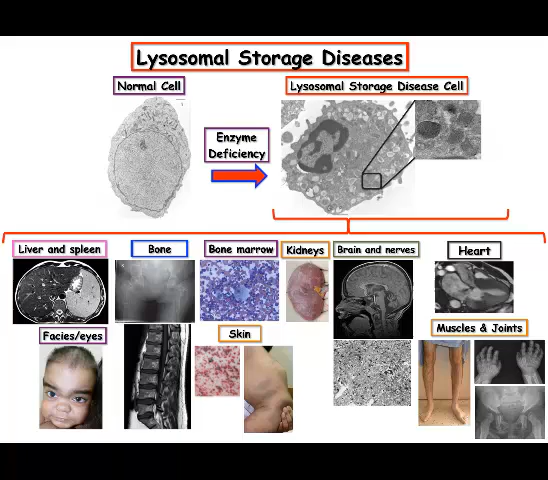 Lysosomal Storage Diseases
Normal Cell
Lysosomal Storage Disease Cell
Enzyme
Deficiency
Liver and spleen
Bone
Bone marrow
Kidneys
Brain and nerves
Heart
Facies/eyes
Skin
Muscles & Joints